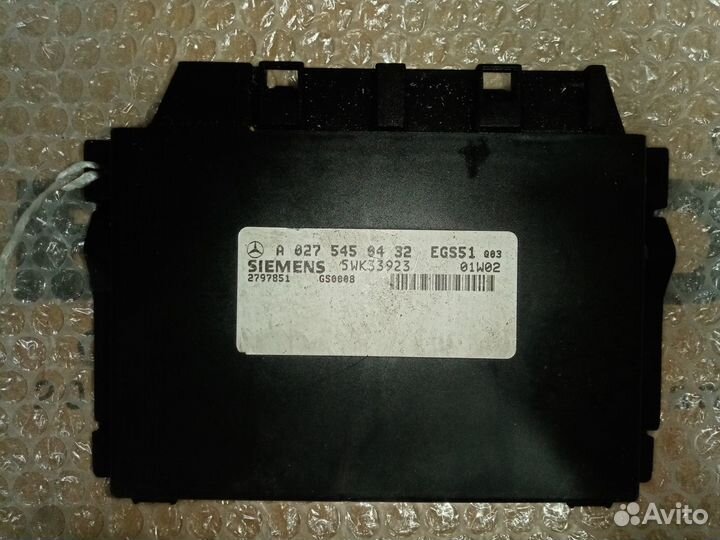 A 027 545 04 32 EGS51 Q03
SIEMENS 5WK33923 01W02
2797851 GS0008
Avito